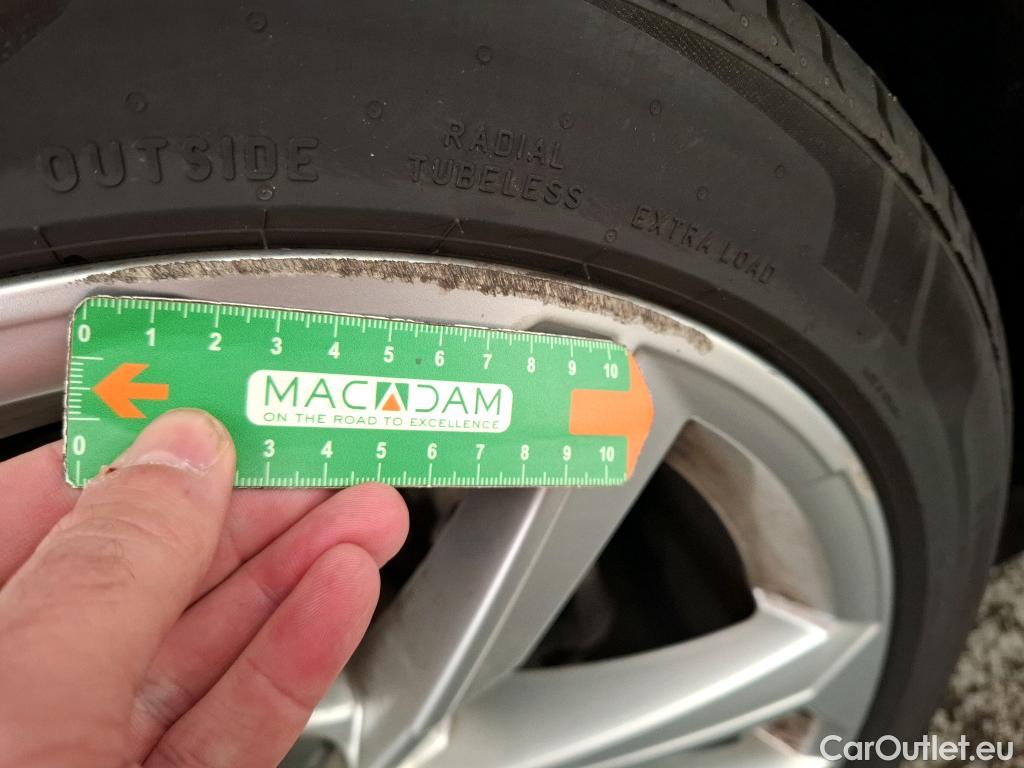 OUTSIDE
RADIAL
TUBELESS
EXTRA LOAD
0 1 2 3 4 5 6 7 8 9 10
MACADAM
ON THE ROAD TO EXCELLENCE
0 3 4 5 6 7 8 9 10
CarOutlet.eu